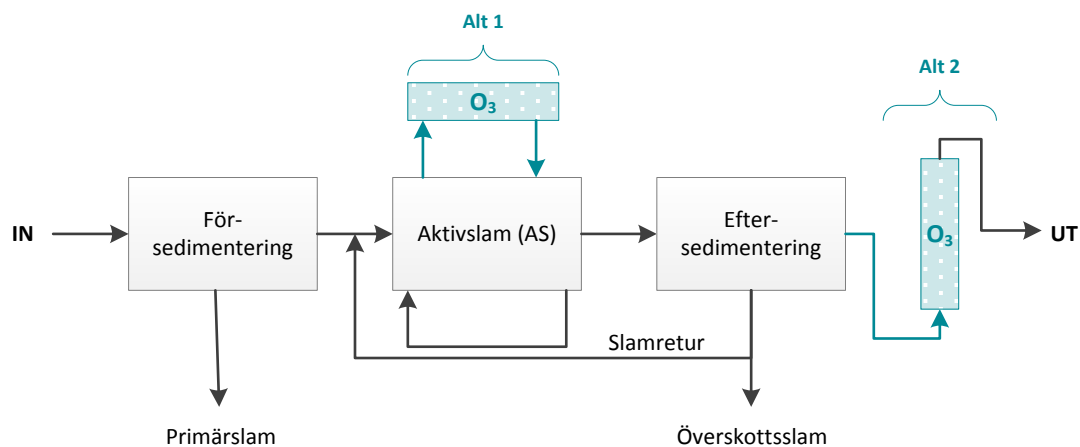 Alt 1
O₃
Alt 2
IN
För-
sedimentering
Aktivslam (AS)
Efter-
sedimentering
O₃
UT
Slamretur
Primärslam
Överskottsslam